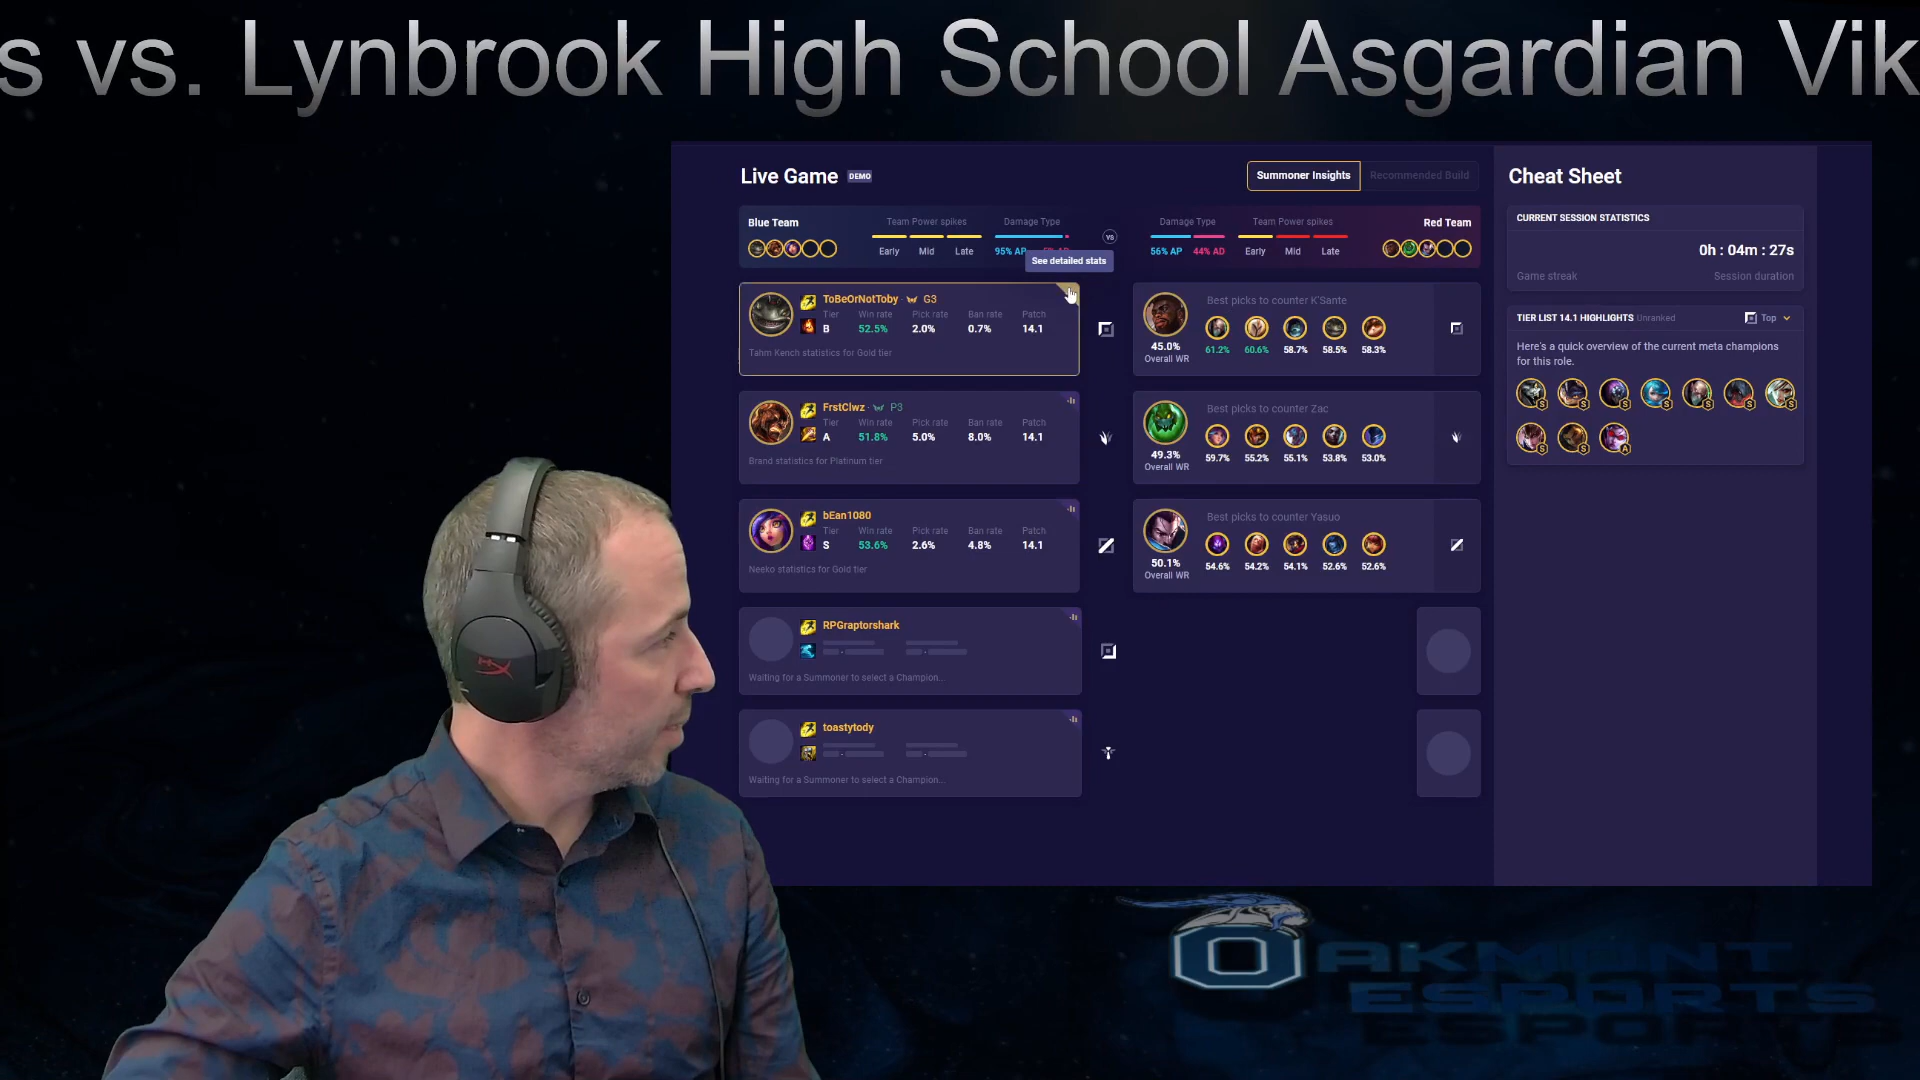 s vs. Lynbrook High School Asgardian Vik
Live Game DEMO
Summoner Insights
Recommended Build
Cheat Sheet
Blue Team
Team Power spikes
Damage Type
Early
Mid
Late
95% AP
See detailed stats
VS
Damage Type
Team Power spikes
Red Team
56% AP
44% AD
Early
Mid
Late
CURRENT SESSION STATISTICS
0h : 04m : 27s
Game streak
Session duration
ToBeOrNotToby · G3
Tier Win rate Pick rate Ban rate Patch
B 52.5% 2.0% 0.7% 14.1
Tahm Kench statistics for Gold tier
Best picks to counter K'Sante
45.0%
Overall WR
61.2% 60.6% 58.7% 58.5% 58.3%
TIER LIST 14.1 HIGHLIGHTS Unranked
Top
Here's a quick overview of the current meta champions
for this role.
S S S S S S S
S S A
FrstClwz · P3
Tier Win rate Pick rate Ban rate Patch
A 51.8% 5.0% 8.0% 14.1
Brand statistics for Platinum tier
Best picks to counter Zac
49.3%
Overall WR
59.7% 55.2% 55.1% 53.8% 53.0%
bEan1080
Tier Win rate Pick rate Ban rate Patch
S 53.6% 2.6% 4.8% 14.1
Neeko statistics for Gold tier
Best picks to counter Yasuo
50.1%
Overall WR
54.6% 54.2% 54.1% 52.6% 52.6%
RPGraptorshark
Waiting for a Summoner to select a Champion...
toastytody
Waiting for a Summoner to select a Champion...
OAKMONT
ESPORTS
ESPORTS